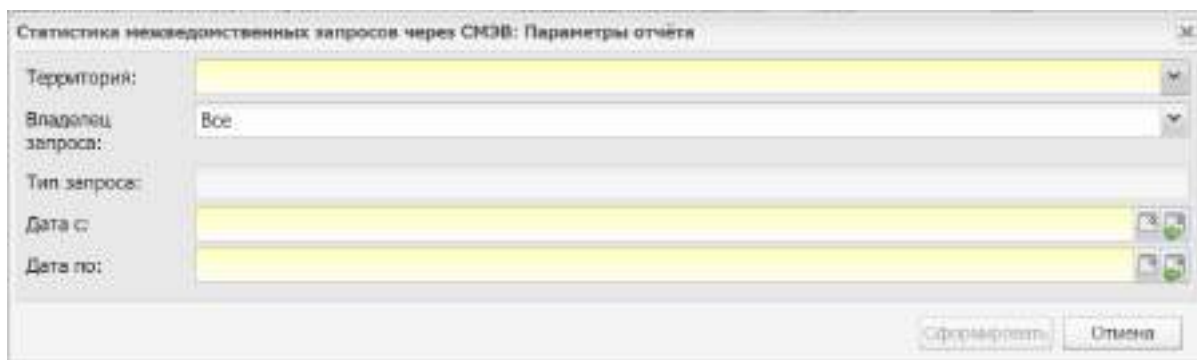 Статистика межведомственных запросов через СМЭВ: Параметры отчёта
Территория:
Владелец
запроса:
Все
Тип запроса:
Дата с:
Дата по:
Сформировать
Отмена